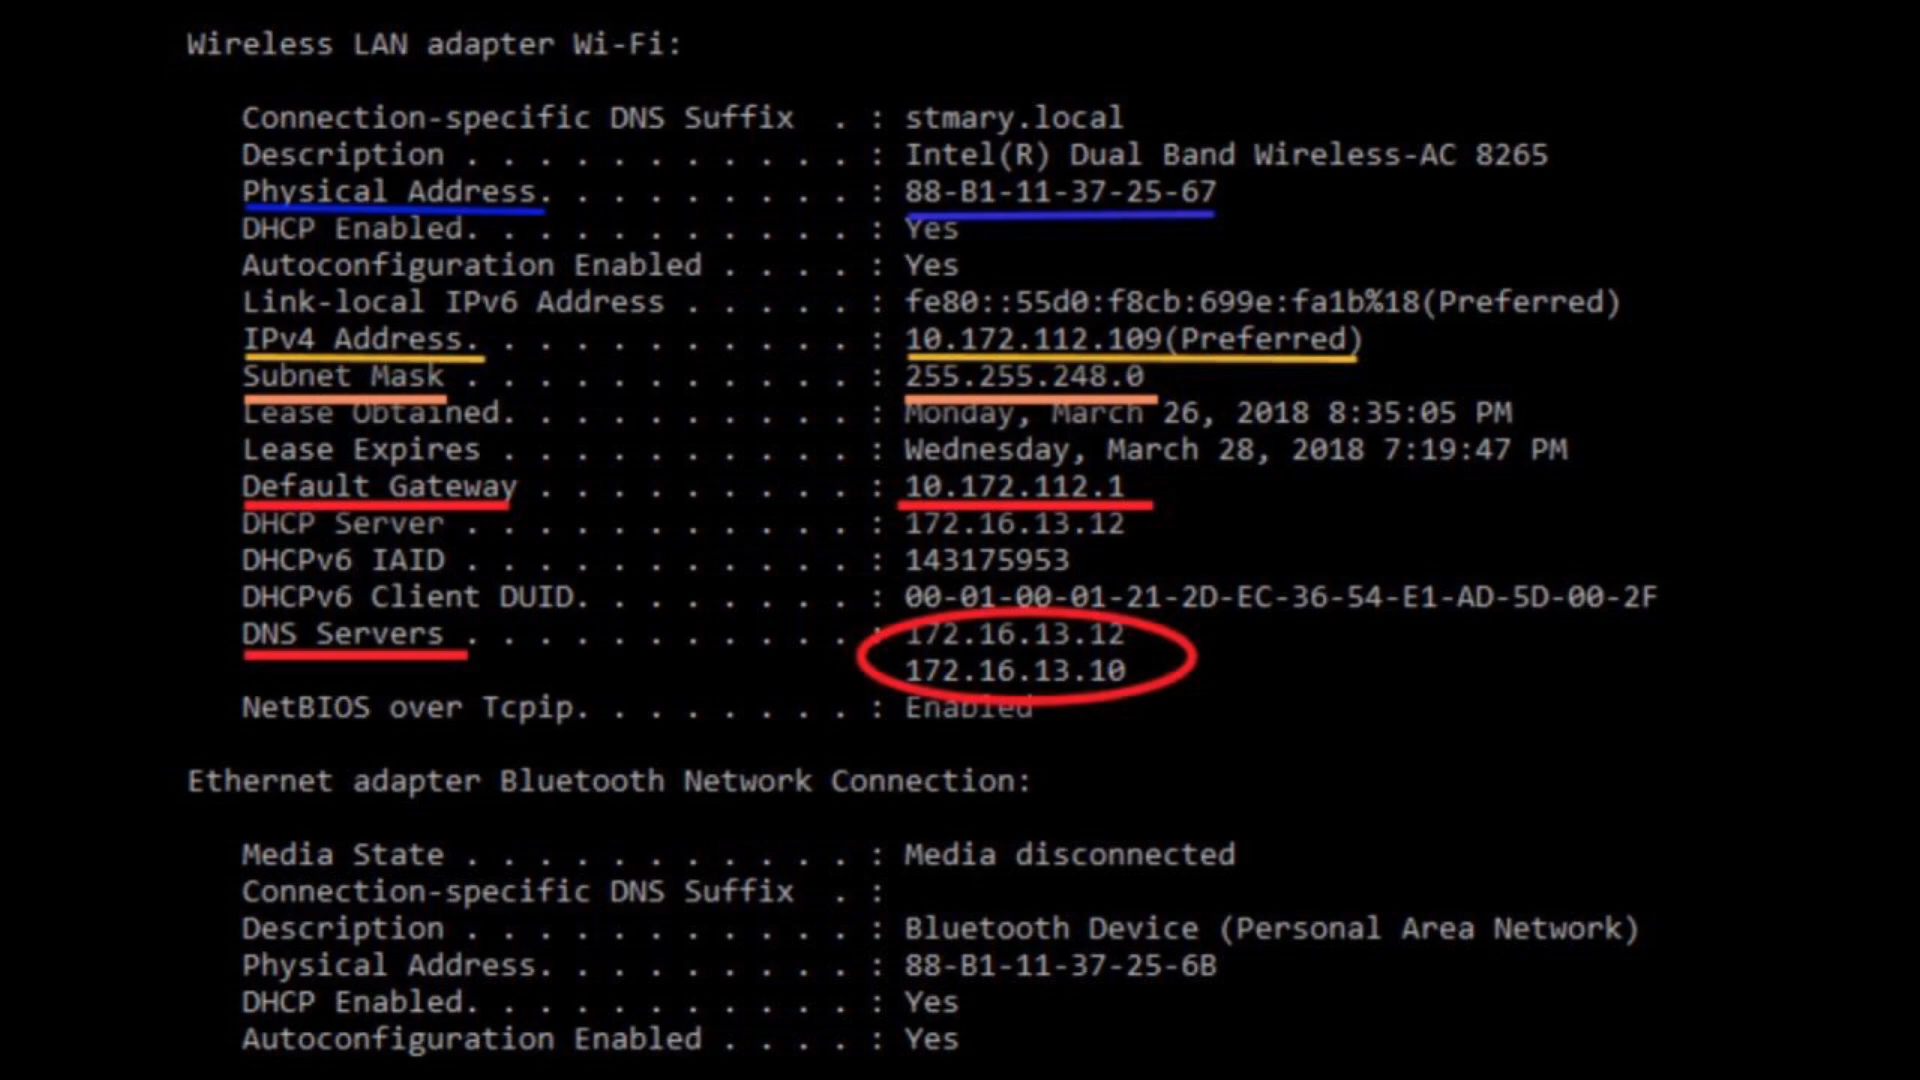 Wireless LAN adapter Wi-Fi:
Connection-specific DNS Suffix . : stmary.local
Description . . . . . . . . . . . : Intel(R) Dual Band Wireless-AC 8265
Physical Address. . . . . . . . . : 88-B1-11-37-25-67
DHCP Enabled. . . . . . . . . . . : Yes
Autoconfiguration Enabled . . . . : Yes
Link-local IPv6 Address . . . . . : fe80::55d0:f8cb:699e:fa1b%18(Preferred)
IPv4 Address. . . . . . . . . . . : 10.172.112.109(Preferred)
Subnet Mask . . . . . . . . . . . : 255.255.248.0
Lease Obtained. . . . . . . . . . : Monday, March 26, 2018 8:35:05 PM
Lease Expires . . . . . . . . . . : Wednesday, March 28, 2018 7:19:47 PM
Default Gateway . . . . . . . . . : 10.172.112.1
DHCP Server . . . . . . . . . . . : 172.16.13.12
DHCPv6 IAID . . . . . . . . . . . : 143175953
DHCPv6 Client DUID. . . . . . . . : 00-01-00-01-21-2D-EC-36-54-E1-AD-5D-00-2F
DNS Servers . . . . . . . . . . . : 172.16.13.12
172.16.13.10
NetBIOS over Tcpip. . . . . . . . : Enabled
Ethernet adapter Bluetooth Network Connection:
Media State . . . . . . . . . . . : Media disconnected
Connection-specific DNS Suffix . :
Description . . . . . . . . . . . : Bluetooth Device (Personal Area Network)
Physical Address. . . . . . . . . : 88-B1-11-37-25-6B
DHCP Enabled. . . . . . . . . . . : Yes
Autoconfiguration Enabled . . . . : Yes